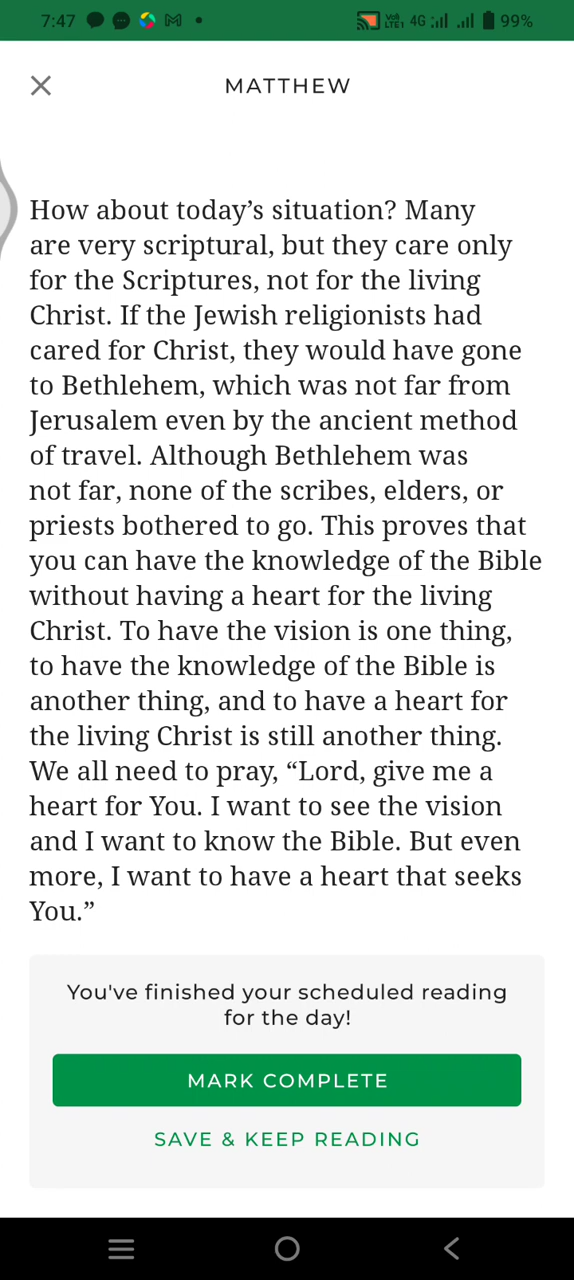 7:47
4G
99%
MATTHEW
How about today’s situation? Many
are very scriptural, but they care only
for the Scriptures, not for the living
Christ. If the Jewish religionists had
cared for Christ, they would have gone
to Bethlehem, which was not far from
Jerusalem even by the ancient method
of travel. Although Bethlehem was
not far, none of the scribes, elders, or
priests bothered to go. This proves that
you can have the knowledge of the Bible
without having a heart for the living
Christ. To have the vision is one thing,
to have the knowledge of the Bible is
another thing, and to have a heart for
the living Christ is still another thing.
We all need to pray, “Lord, give me a
heart for You. I want to see the vision
and I want to know the Bible. But even
more, I want to have a heart that seeks
You.”
You've finished your scheduled reading
for the day!
MARK COMPLETE
SAVE & KEEP READING